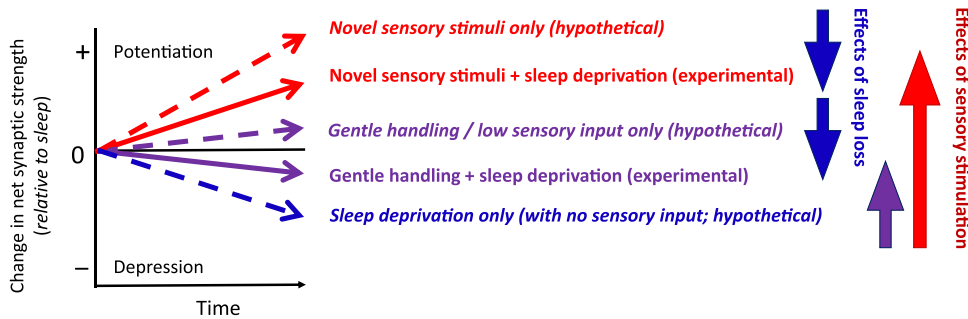 Change in net synaptic strength
(relative to sleep)
+
0
–
Potentiation
Depression
Time
Novel sensory stimuli only (hypothetical)
Novel sensory stimuli + sleep deprivation (experimental)
Gentle handling / low sensory input only (hypothetical)
Gentle handling + sleep deprivation (experimental)
Sleep deprivation only (with no sensory input; hypothetical)
Effects of sleep loss
Effects of sensory stimulation